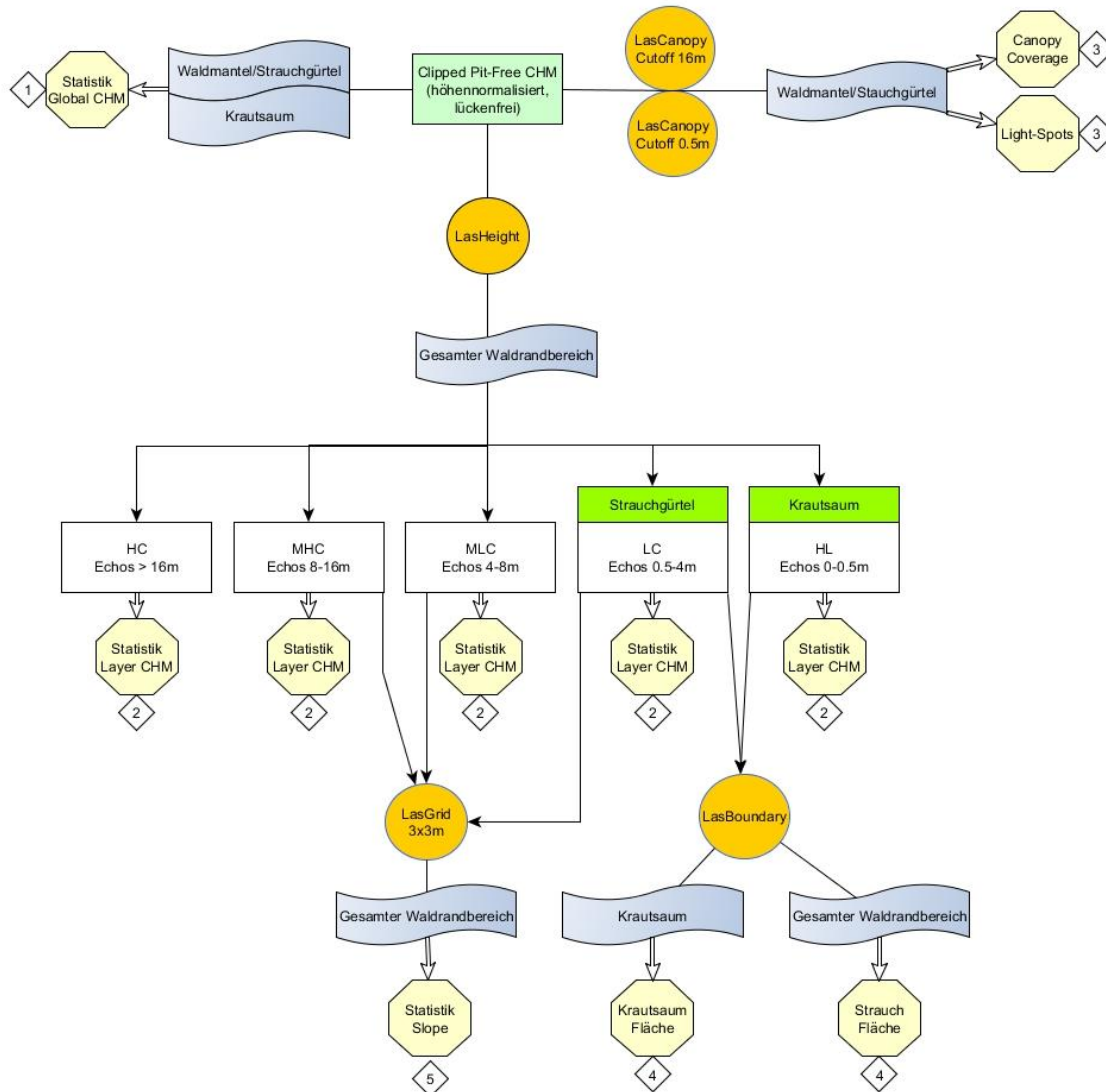 LasCanopy
Cutoff 16m
Waldmantel/Strauchgürtel
Krautsaum
Clipped Pit-Free CHM
(höhennormalisiert,
lückenfrei)
LasCanopy
Cutoff 0.5m
Waldmantel/Stauchgürtel
Canopy
Coverage
3
Statistik
Global CHM
1
Light-Spots
3
LasHeight
Gesamter Waldrandbereich
HC
Echos > 16m
MHC
Echos 8-16m
MLC
Echos 4-8m
Strauchgürtel
LC
Echos 0.5-4m
Krautsaum
HL
Echos 0-0.5m
Statistik
Layer CHM
2
Statistik
Layer CHM
2
Statistik
Layer CHM
2
Statistik
Layer CHM
2
Statistik
Layer CHM
2
LasGrid
3x3m
LasBoundary
Gesamter Waldrandbereich
Krautsaum
Gesamter Waldrandbereich
Statistik
Slope
5
Krautsaum
Fläche
4
Strauch
Fläche
4